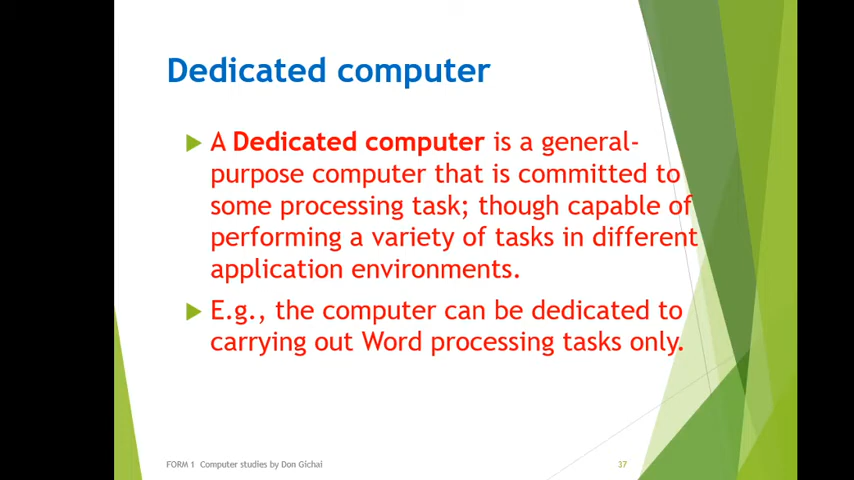 Dedicated computer
A Dedicated computer is a general-
purpose computer that is committed to
some processing task; though capable of
performing a variety of tasks in different
application environments.
E.g., the computer can be dedicated to
carrying out Word processing tasks only.
FORM 1 Computer studies by Don Gichai
37